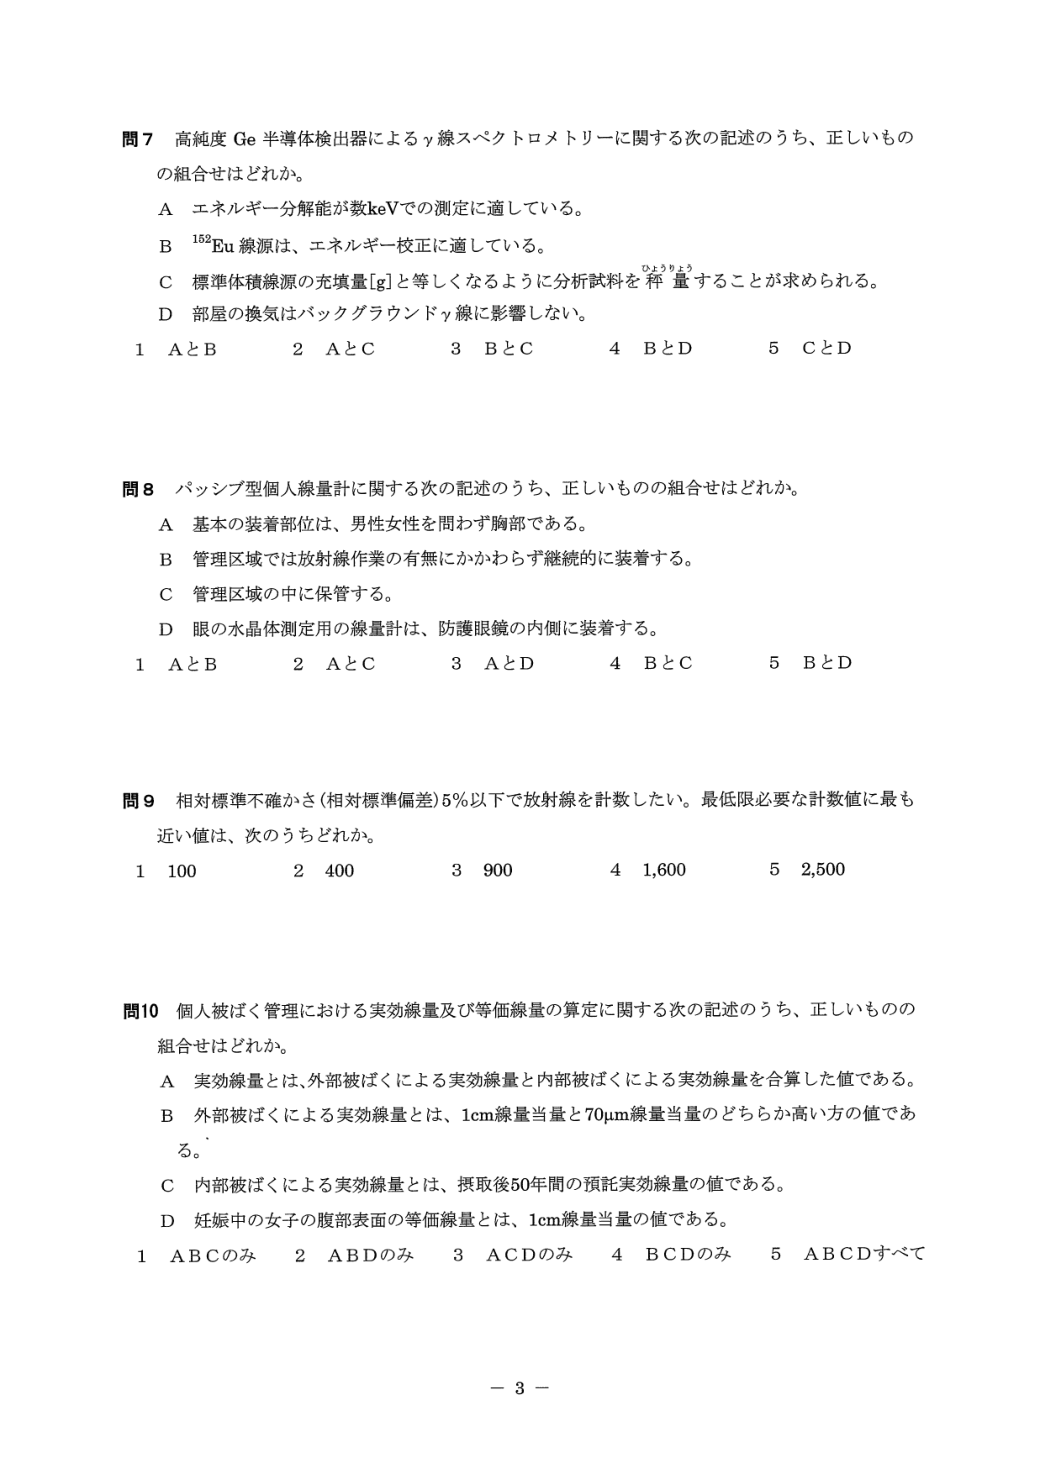 問7　高純度 Ge 半導体検出器によるγ線スペクトロメトリーに関する次の記述のうち、正しいもの
の組合せはどれか。
A　エネルギー分解能が数keVでの測定に適している。
B　¹⁵²Eu 線源は、エネルギー校正に適している。
C　標準体積線源の充填量[g]と等しくなるように分析試料を秤量(ひょうりょう)することが求められる。
D　部屋の換気はバックグラウンドγ線に影響しない。
1　AとB　2　AとC　3　BとC　4　BとD　5　CとD
問8　パッシブ型個人線量計に関する次の記述のうち、正しいものの組合せはどれか。
A　基本の装着部位は、男性女性を問わず胸部である。
B　管理区域では放射線作業の有無にかかわらず継続的に装着する。
C　管理区域の中に保管する。
D　眼の水晶体測定用の線量計は、防護眼鏡の内側に装着する。
1　AとB　2　AとC　3　AとD　4　BとC　5　BとD
問9　相対標準不確かさ(相対標準偏差)5%以下で放射線を計数したい。最低限必要な計数値に最も
近い値は、次のうちどれか。
1　100　2　400　3　900　4　1,600　5　2,500
問10　個人被ばく管理における実効線量及び等価線量の算定に関する次の記述のうち、正しいものの
組合せはどれか。
A　実効線量とは、外部被ばくによる実効線量と内部被ばくによる実効線量を合算した値である。
B　外部被ばくによる実効線量とは、1cm線量当量と70μm線量当量のどちらか高い方の値であ
る。
C　内部被ばくによる実効線量とは、摂取後50年間の預託実効線量の値である。
D　妊娠中の女子の腹部表面の等価線量とは、1cm線量当量の値である。
1　ABCのみ　2　ABDのみ　3　ACDのみ　4　BCDのみ　5　ABCDすべて
― 3 ―